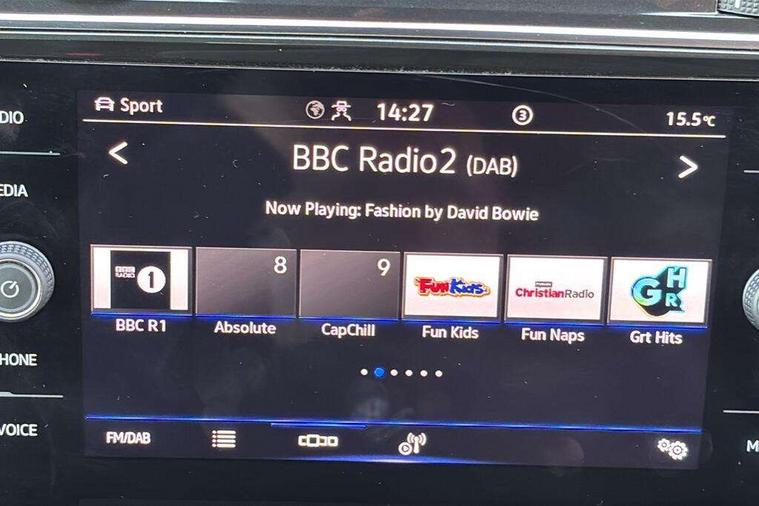 DIO
EDIA
HONE
VOICE
Sport 14:27 3 15.5°C
< BBC Radio2 (DAB) >
Now Playing: Fashion by David Bowie
BBC RADIO 1
8
9
FUN KIDS
Christian Radio
GHR
BBC R1
Absolute
CapChill
Fun Kids
Fun Naps
Grt Hits
FM/DAB
M